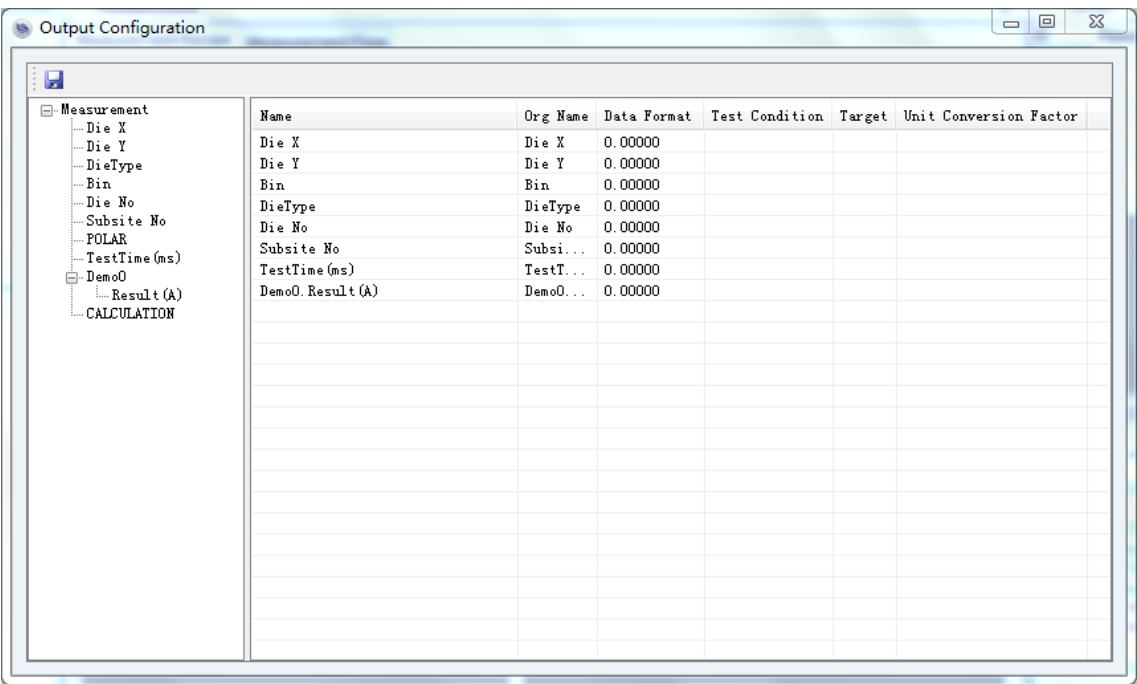 Output Configuration
Measurement
Die X
Die Y
DieType
Bin
Die No
Subsite No
POLAR
TestTime(ms)
Demo0
Result(A)
CALCULATION
Name Org Name Data Format Test Condition Target Unit Conversion Factor
Die X Die X 0.00000
Die Y Die Y 0.00000
Bin Bin 0.00000
DieType DieType 0.00000
Die No Die No 0.00000
Subsite No Subsi... 0.00000
TestTime(ms) TestT... 0.00000
Demo0.Result(A) Demo0... 0.00000